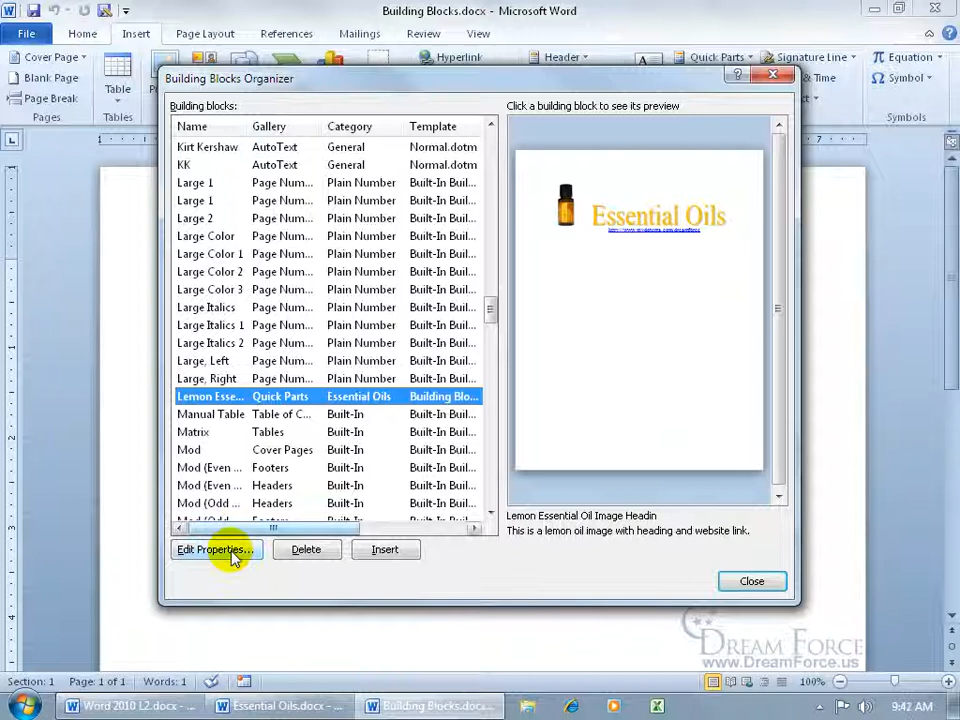 Building Blocks.docx - Microsoft Word
File Home Insert Page Layout References Mailings Review View
Cover Page
Blank Page
Page Break
Pages
Table
Tables
Hyperlink
Header
Quick Parts
Signature Line
& Time
Equation
Symbol
Symbols
Building Blocks Organizer
Building blocks:
Click a building block to see its preview
Name Gallery Category Template
Kirt Kershaw AutoText General Normal.dotm
KK AutoText General Normal.dotm
Large 1 Page Num... Plain Number Built-In Buil...
Large 1 Page Num... Plain Number Built-In Buil...
Large 2 Page Num... Plain Number Built-In Buil...
Large Color Page Num... Plain Number Built-In Buil...
Large Color 1 Page Num... Plain Number Built-In Buil...
Large Color 2 Page Num... Plain Number Built-In Buil...
Large Color 3 Page Num... Plain Number Built-In Buil...
Large Italics Page Num... Plain Number Built-In Buil...
Large Italics 1 Page Num... Plain Number Built-In Buil...
Large Italics 2 Page Num... Plain Number Built-In Buil...
Large, Left Page Num... Plain Number Built-In Buil...
Large, Right Page Num... Plain Number Built-In Buil...
Lemon Esse... Quick Parts Essential Oils Building Blo...
Manual Table Table of C... Built-In Built-In Buil...
Matrix Tables Built-In Built-In Buil...
Mod Cover Pages Built-In Built-In Buil...
Mod (Even ... Footers Built-In Built-In Buil...
Mod (Even ... Headers Built-In Built-In Buil...
Mod (Odd ... Headers Built-In Built-In Buil...
Essential Oils
Lemon Essential Oil Image Headin
This is a lemon oil image with heading and website link.
Edit Properties... Delete Insert
Close
DREAM FORCE
www.DreamForce.us
Section: 1 Page: 1 of 1 Words: 1 100%
Word 2010 L2.docx - ... Essential Oils.docx - ... Building Blocks.docx... 9:42 AM